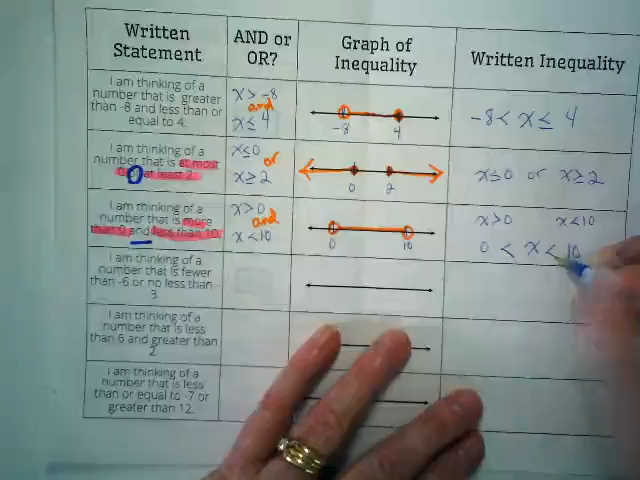 Written Statement
AND or OR?
Graph of Inequality
Written Inequality
I am thinking of a
number that is greater
than -8 and less than or
equal to 4.
x > -8
and
x ≤ 4
-8 4
-8 < x ≤ 4
I am thinking of a
number that is at most
0 or at least 2.
x ≤ 0
or
x ≥ 2
0 2
x ≤ 0 or x ≥ 2
I am thinking of a
number that is more
than 0 and less than 10.
x > 0
and
x < 10
0 10
x > 0 x < 10
0 < x < 10
I am thinking of a
number that is fewer
than -6 or no less than
3.
I am thinking of a
number that is less
than 6 and greater than
2.
I am thinking of a
number that is less
than or equal to -7 or
greater than 12.